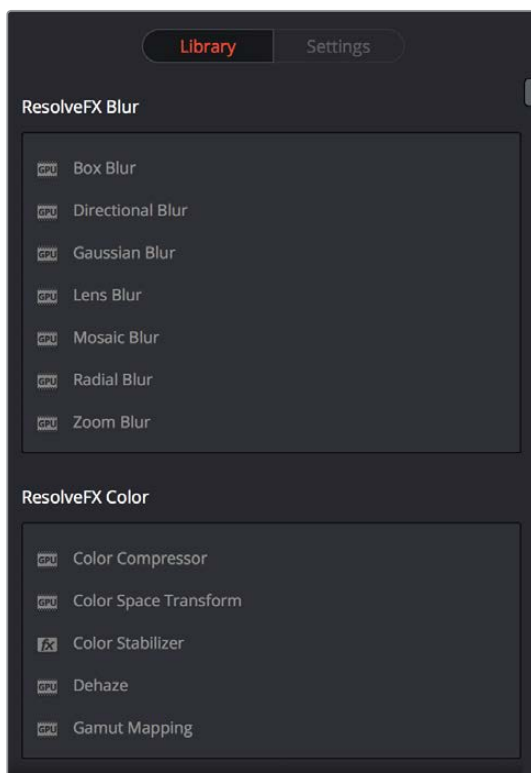 Library Settings
ResolveFX Blur
GPU Box Blur
GPU Directional Blur
GPU Gaussian Blur
GPU Lens Blur
GPU Mosaic Blur
GPU Radial Blur
GPU Zoom Blur
ResolveFX Color
GPU Color Compressor
GPU Color Space Transform
fx Color Stabilizer
GPU Dehaze
GPU Gamut Mapping